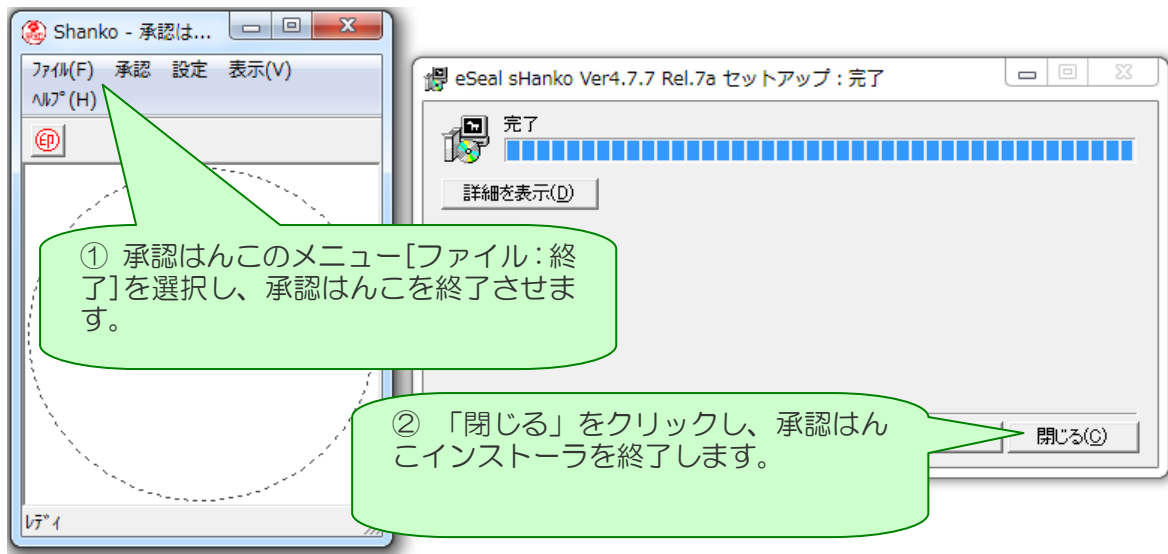 Shanko - 承認は...
ﾌｧｲﾙ(F) 承認 設定 表示(V)
ﾍﾙﾌﾟ(H)
印
eSeal sHanko Ver4.7.7 Rel.7a セットアップ：完了
完了
詳細を表示(D)
① 承認はんこのメニュー[ファイル：終
了]を選択し、承認はんこを終了させま
す。
② 「閉じる」をクリックし、承認はん
こインストーラを終了します。
閉じる(C)
ﾚﾃﾞｨ